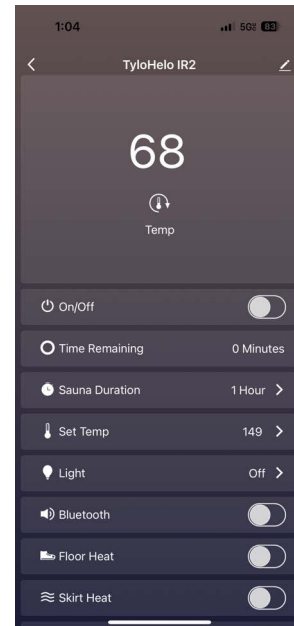 1:04 5G 83
TyloHelo IR2
68
Temp
On/Off
Time Remaining 0 Minutes
Sauna Duration 1 Hour
Set Temp 149
Light Off
Bluetooth
Floor Heat
Skirt Heat